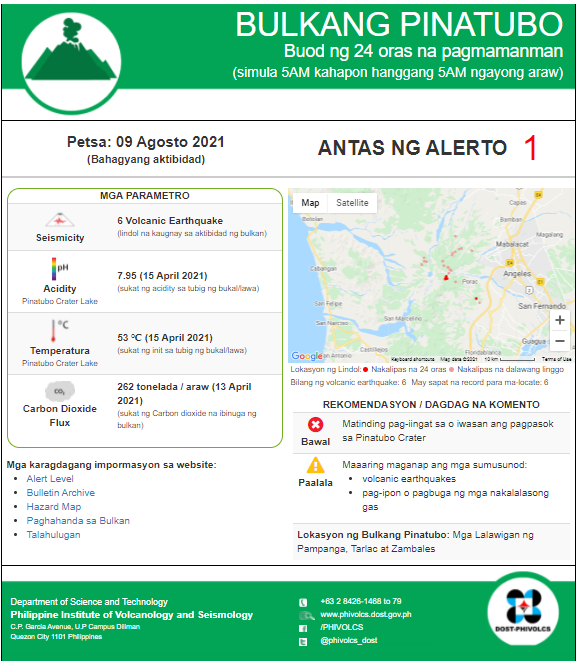 BULKANG PINATUBO
Buod ng 24 oras na pagmamanman
(simula 5AM kahapon hanggang 5AM ngayong araw)
Petsa: 09 Agosto 2021
(Bahagyang aktibidad)
ANTAS NG ALERTO 1
MGA PARAMETRO
Seismicity
6 Volcanic Earthquake
(lindol na kaugnay sa aktibidad ng bulkan)
pH
Acidity
Pinatubo Crater Lake
7.95 (15 April 2021)
(sukat ng acidity sa tubig ng bukal/lawa)
°C
Temperatura
Pinatubo Crater Lake
53 ºC (15 April 2021)
(sukat ng init sa tubig ng bukal/lawa)
CO₂
Carbon Dioxide
Flux
262 tonelada / araw (13 April
2021)
(sukat ng Carbon dioxide na ibinuga ng
bulkan)
Mga karagdagang impormasyon sa website:
Alert Level
Bulletin Archive
Hazard Map
Paghahanda sa Bulkan
Talahulugan
Map
Satellite
Botolan
Capas
Bamban
Magalang
Mabalacat
Cabangan
Angeles
Porac
San Felipe
San Narciso
San Marcelino
San Fernando
Guagua
Floridablanca
+
−
Google
Keyboard shortcuts
Map data ©2021
10 km
Terms of Use
Lokasyon ng Lindol: Nakalipas na 24 oras Nakalipas na dalawang linggo
Bilang ng volcanic earthquake: 6 May sapat na record para ma-locate: 6
REKOMENDASYON / DAGDAG NA KOMENTO
Bawal
Matinding pag-iingat sa o iwasan ang pagpasok
sa Pinatubo Crater
Paalala
Maaaring maganap ang mga sumusunod:
volcanic earthquakes
pag-ipon o pagbuga ng mga nakalalasong
gas
Lokasyon ng Bulkang Pinatubo: Mga Lalawigan ng
Pampanga, Tarlac at Zambales
Department of Science and Technology
Philippine Institute of Volcanology and Seismology
C.P. Garcia Avenue, U.P Campus Diliman
Quezon City 1101 Philippines
+63 2 8426-1468 to 79
www.phivolcs.dost.gov.ph
/PHIVOLCS
@phivolcs_dost
DOST-PHIVOLCS